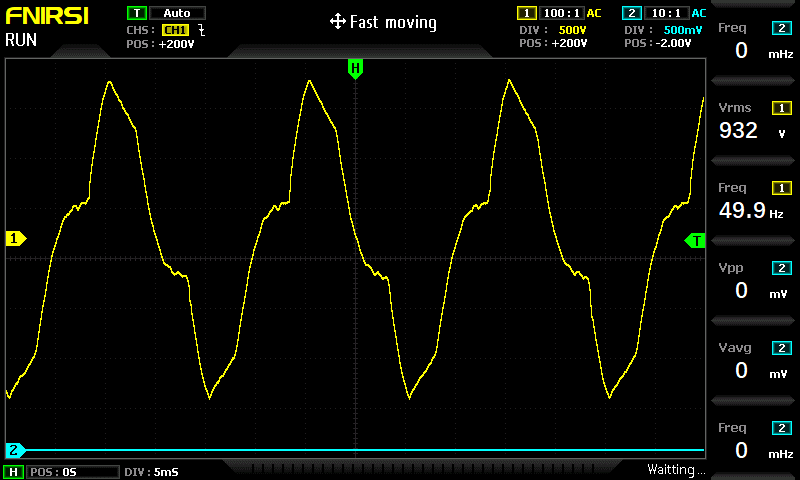 FNIRSI
RUN
T Auto
CHS: CH1
POS: +200V
Fast moving
1 100:1 AC
DIV: 500V
POS: +200V
2 10:1 AC
DIV: 500mV
POS: -2.00V
H
1
T
2
Freq 2
0 mHz
Vrms 1
932 V
Freq 1
49.9 Hz
Vpp 2
0 mV
Vavg 2
0 mV
Freq 2
0 mHz
H POS: 0S DIV: 5mS
Waitting...